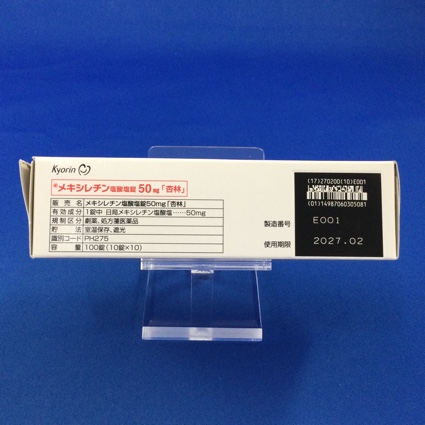 Kyorin
※メキシレチン塩酸塩錠50mg「杏林」
販売名 メキシレチン塩酸塩錠50mg「杏林」
有効成分 1錠中 日局メキシレチン塩酸塩……50mg
規制区分 劇薬、処方箋医薬品
貯法 室温保存、遮光
識別コード PH275
容量 100錠(10錠×10)
(17)270200(10)E001
(01)14987060305081
製造番号 E001
使用期限 2027.02